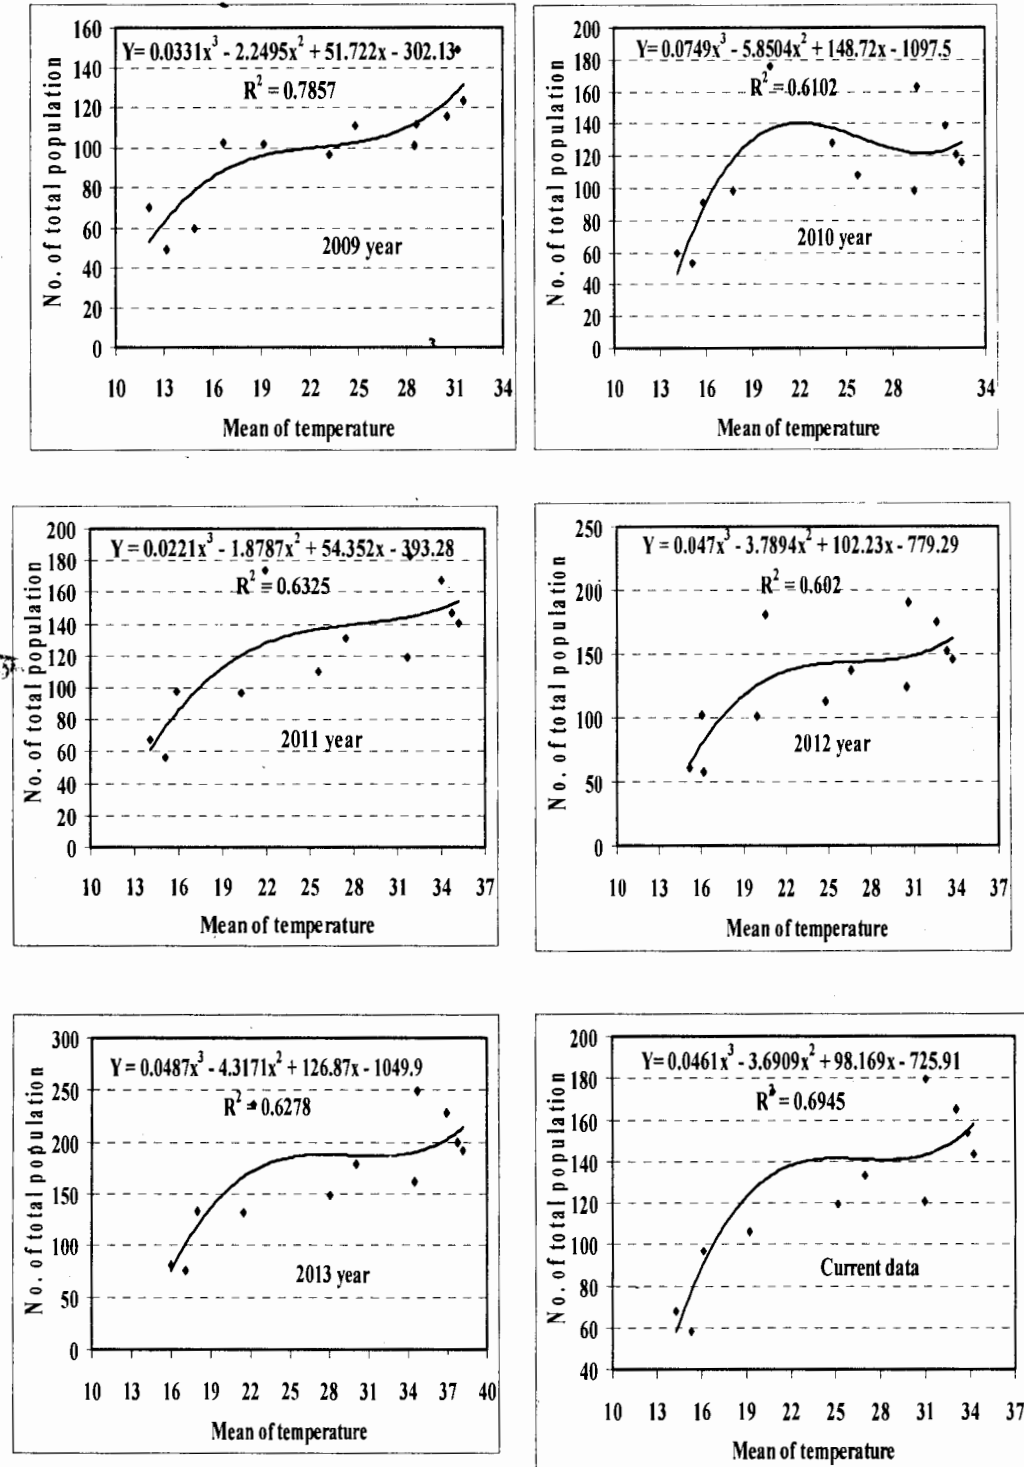 Y= 0.0331x³ - 2.2495x² + 51.722x - 302.13
R² = 0.7857
2009 year
No. of total population
160
140
120
100
80
60
40
20
0
10 13 16 19 22 25 28 31 34
Mean of temperature
Y= 0.0749x³ - 5.8504x² + 148.72x - 1097.5
R² = 0.6102
2010 year
No. of total population
200
180
160
140
120
100
80
60
40
20
0
10 13 16 19 22 25 28 34
Mean of temperature
Y = 0.0221x³ - 1.8787x² + 54.352x - 393.28
R² = 0.6325
2011 year
No. of total population
200
180
160
140
120
100
80
60
40
20
0
10 13 16 19 22 25 28 31 34 37
Mean of temperature
Y = 0.047x³ - 3.7894x² + 102.23x - 779.29
R² = 0.602
2012 year
No. of total population
250
200
150
100
50
0
10 13 16 19 22 25 28 31 34 37
Mean of temperature
Y = 0.0487x³ - 4.3171x² + 126.87x - 1049.9
R² = 0.6278
2013 year
No. of total population
300
250
200
150
100
50
0
10 13 16 19 22 25 28 31 34 37 40
Mean of temperature
Y= 0.0461x³ - 3.6909x² + 98.169x - 725.91
R² = 0.6945
Current data
No. of total population
200
180
160
140
120
100
80
60
40
10 13 16 19 22 25 28 31 34 37
Mean of temperature